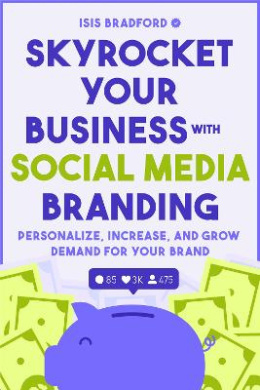 ISIS BRADFORD
SKYROCKET
YOUR
BUSINESS WITH
SOCIAL MEDIA
BRANDING
PERSONALIZE, INCREASE, AND GROW
DEMAND FOR YOUR BRAND
85 3K 475